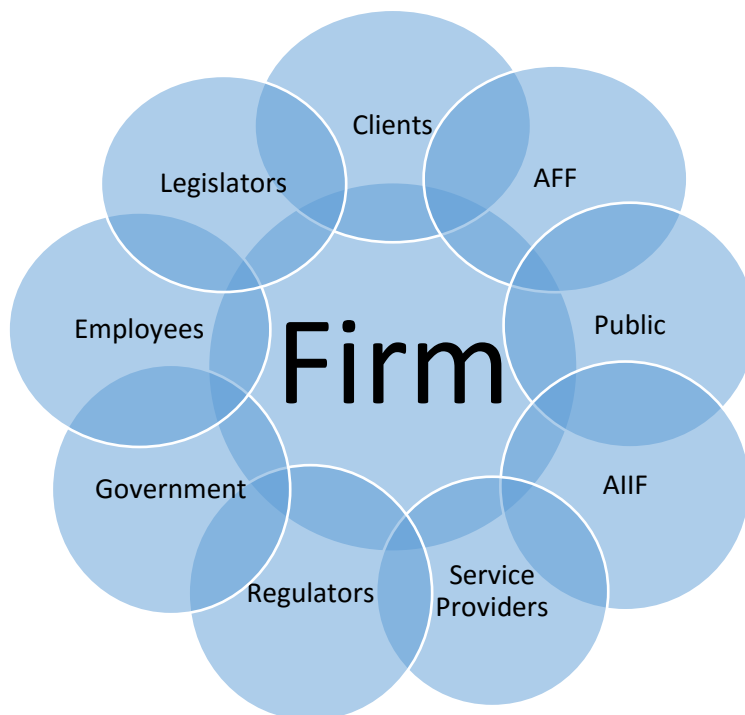 Clients
AFF
Legislators
Public
Employees
Firm
AIIF
Government
Service
Providers
Regulators